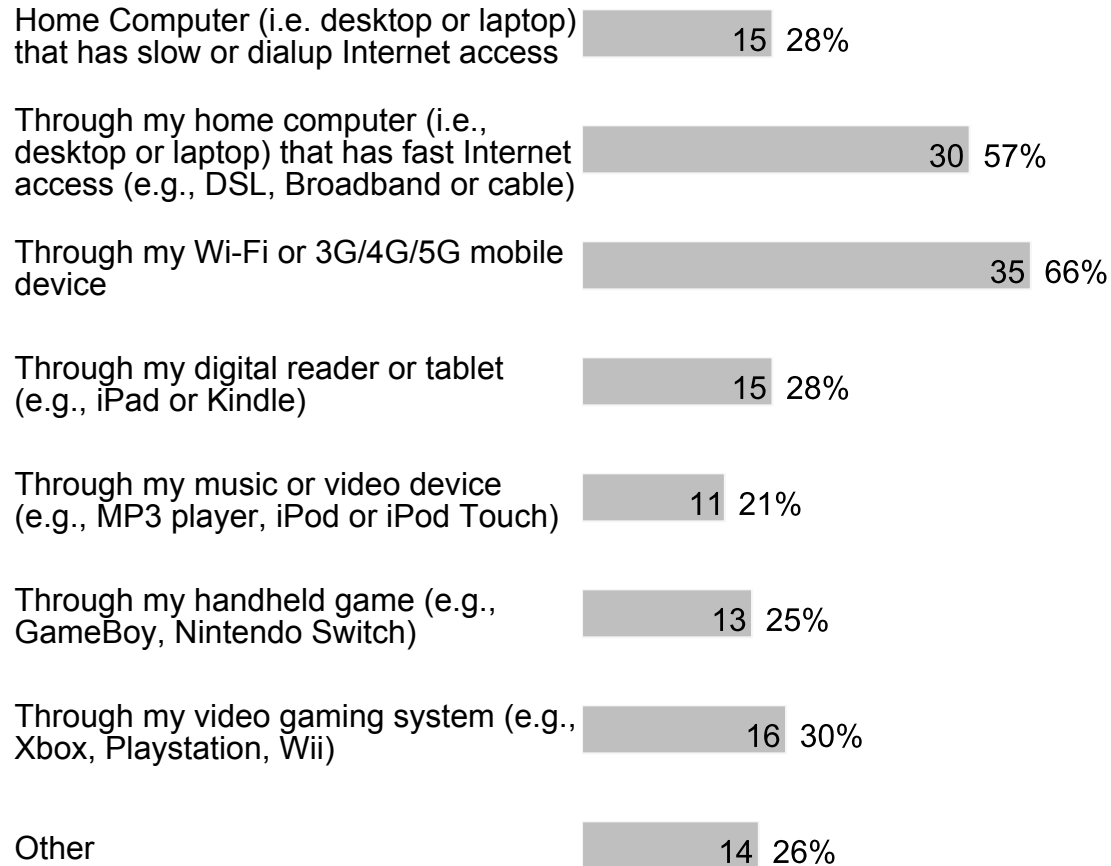 Home Computer (i.e. desktop or laptop)
that has slow or dialup Internet access
15 28%
Through my home computer (i.e.,
desktop or laptop) that has fast Internet
access (e.g., DSL, Broadband or cable)
30 57%
Through my Wi-Fi or 3G/4G/5G mobile
device
35 66%
Through my digital reader or tablet
(e.g., iPad or Kindle)
15 28%
Through my music or video device
(e.g., MP3 player, iPod or iPod Touch)
11 21%
Through my handheld game (e.g.,
GameBoy, Nintendo Switch)
13 25%
Through my video gaming system (e.g.,
Xbox, Playstation, Wii)
16 30%
Other
14 26%